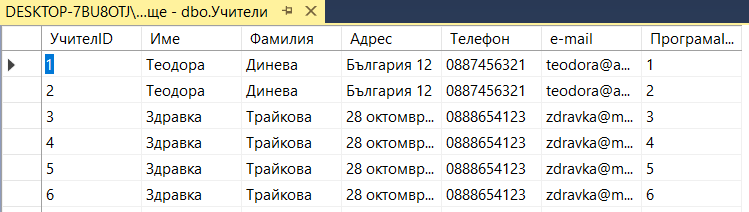 DESKTOP-7BU8OTJ\...ще - dbo.Учители
УчителID Име Фамилия Адрес Телефон e-mail ПрограмаI...
1 Теодора Динева България 12 0887456321 teodora@a... 1
2 Теодора Динева България 12 0887456321 teodora@a... 2
3 Здравка Трайкова 28 октомвр... 0888654123 zdravka@m... 3
4 Здравка Трайкова 28 октомвр... 0888654123 zdravka@m... 4
5 Здравка Трайкова 28 октомвр... 0888654123 zdravka@m... 5
6 Здравка Трайкова 28 октомвр... 0888654123 zdravka@m... 6